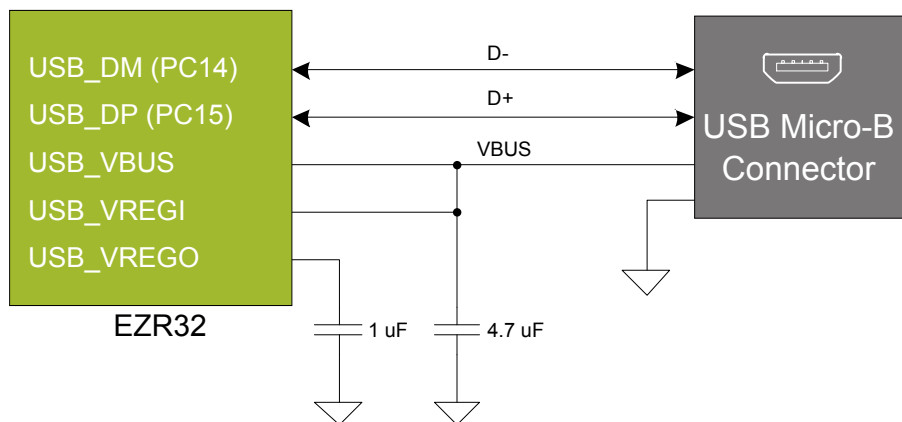 USB_DM (PC14)
USB_DP (PC15)
USB_VBUS
USB_VREGI
USB_VREGO
EZR32
D-
D+
VBUS
1 uF
4.7 uF
USB Micro-B
Connector